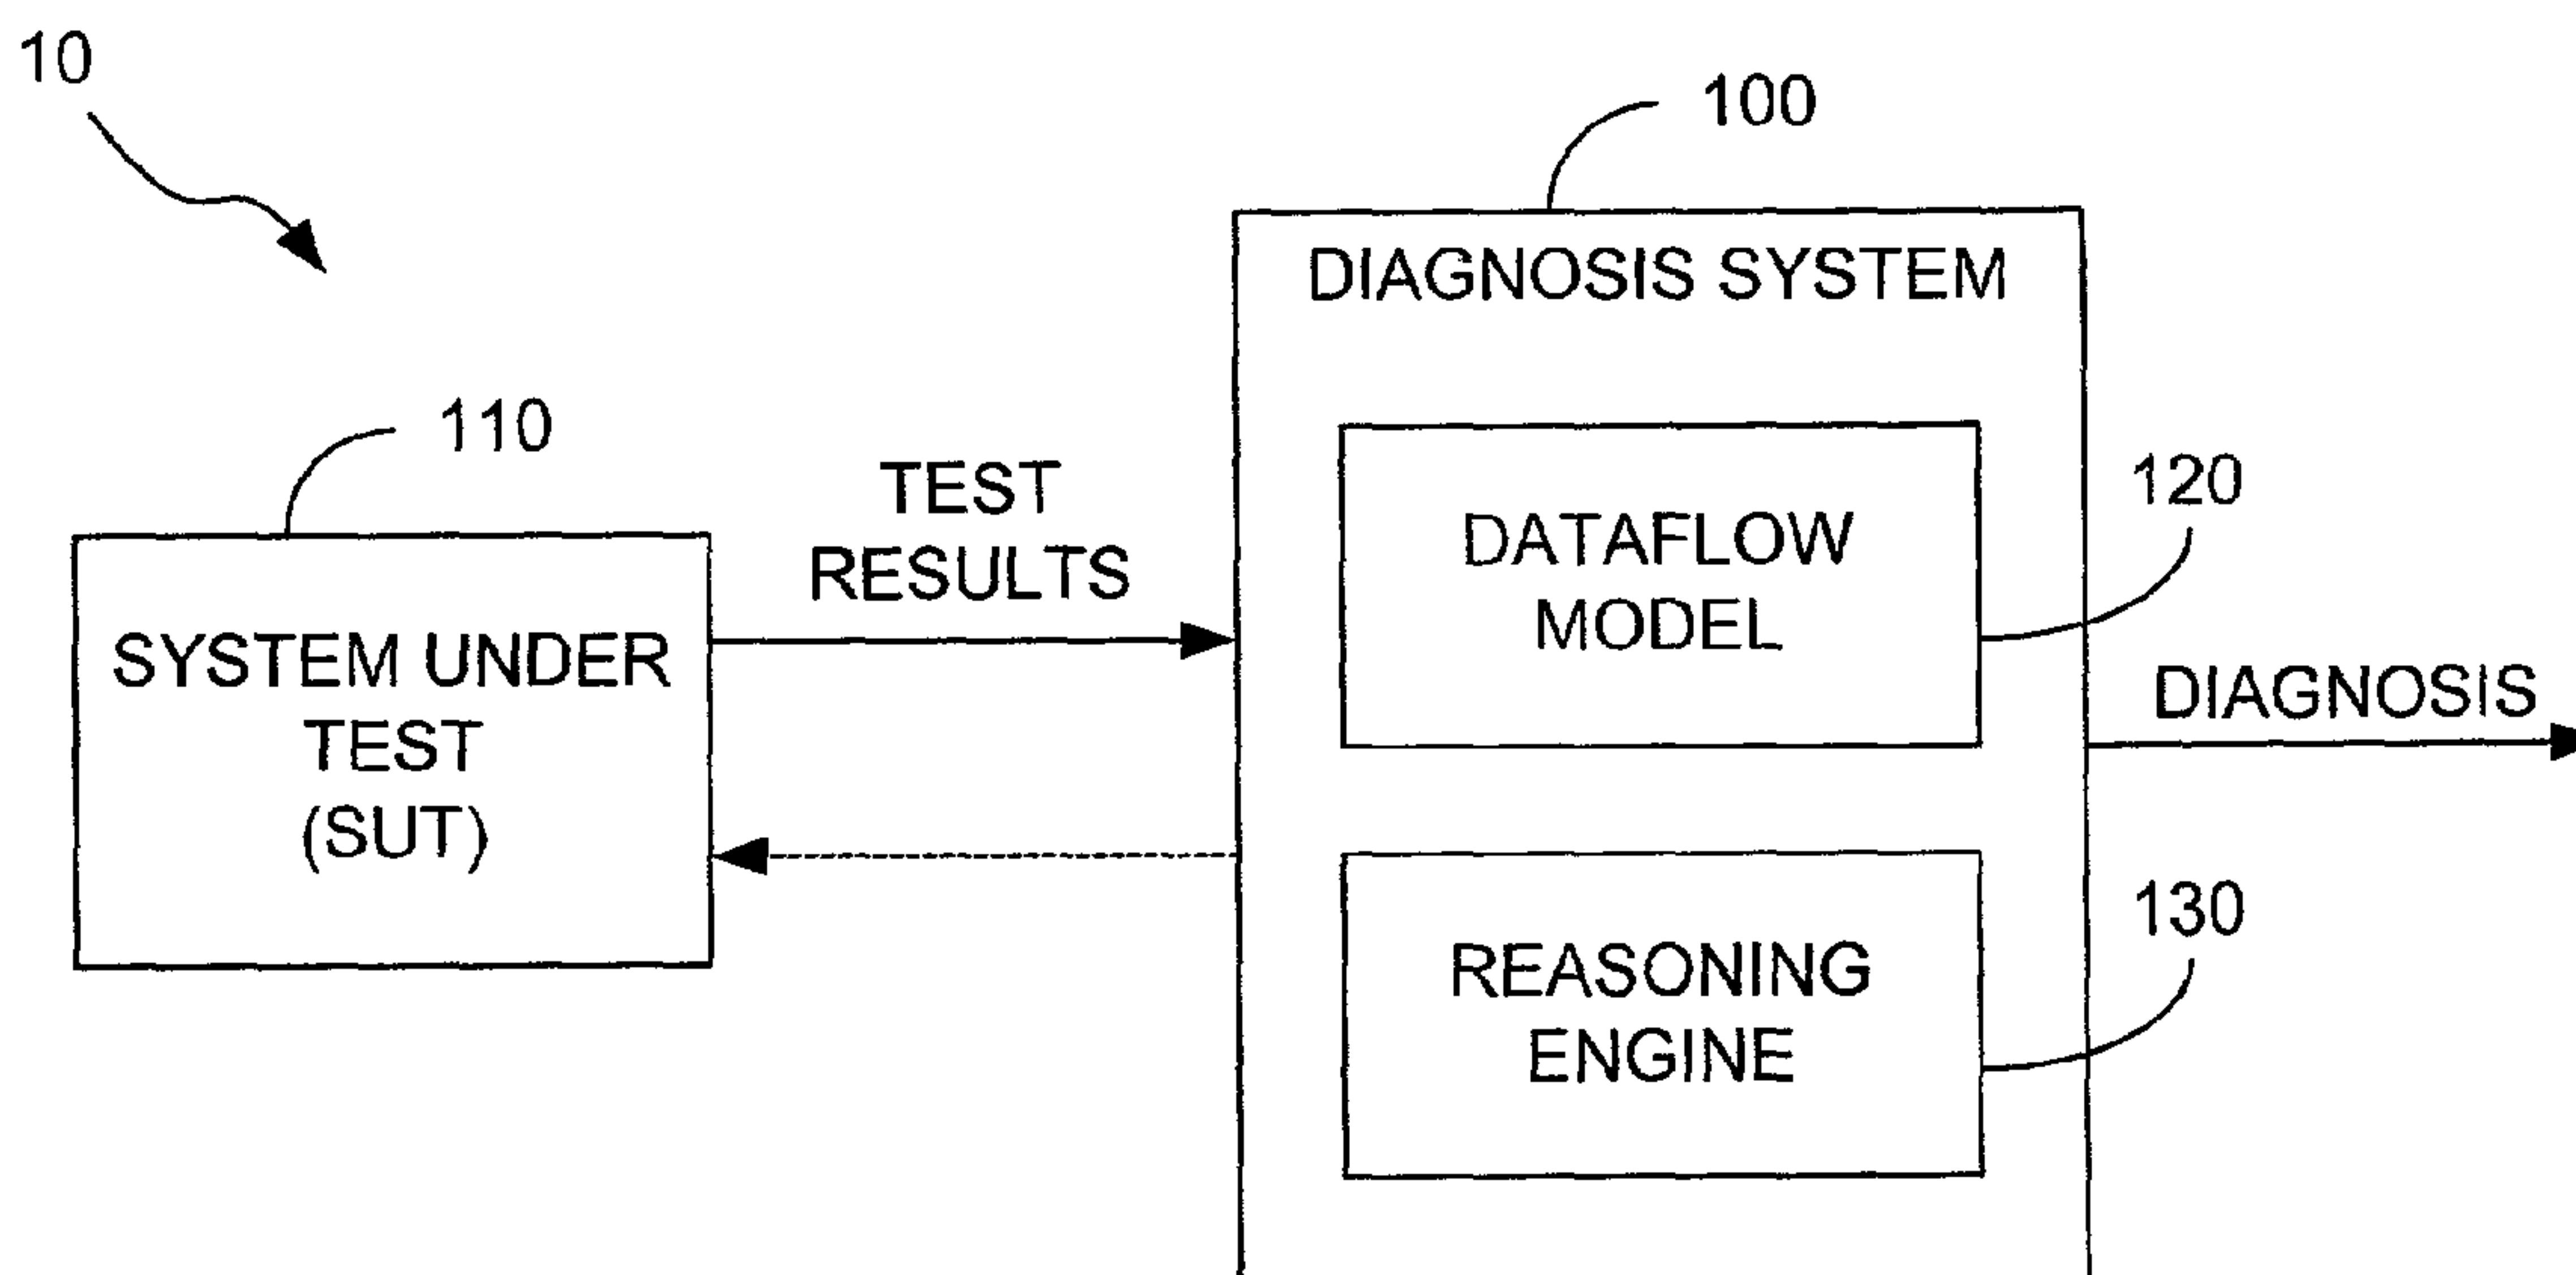 10
100
DIAGNOSIS SYSTEM
110
TEST
RESULTS
DATAFLOW
MODEL
120
SYSTEM UNDER
TEST
(SUT)
DIAGNOSIS
REASONING
ENGINE
130